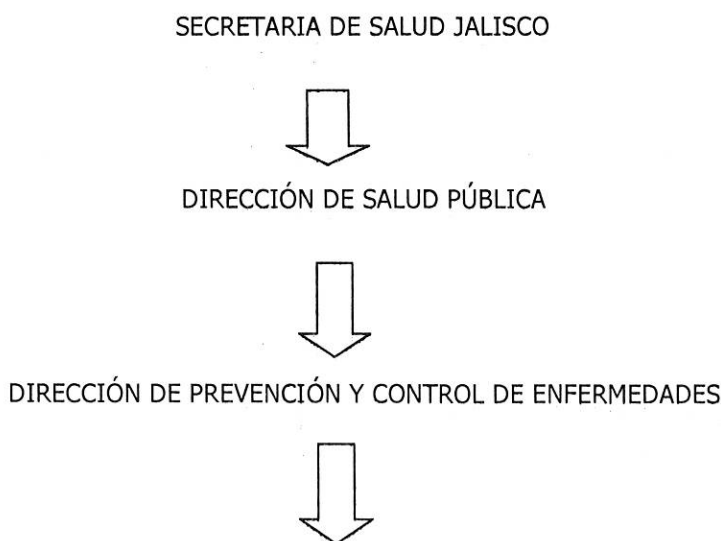 SECRETARIA DE SALUD JALISCO
DIRECCIÓN DE SALUD PÚBLICA
DIRECCIÓN DE PREVENCIÓN Y CONTROL DE ENFERMEDADES